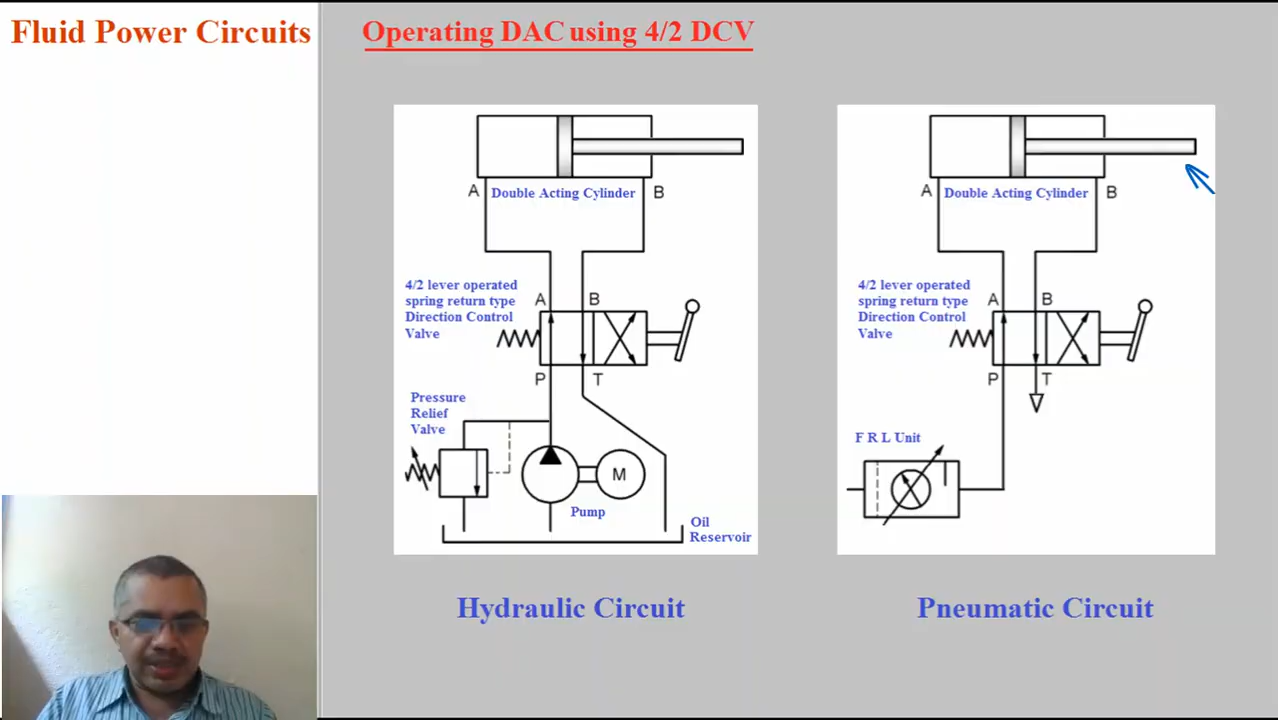 Fluid Power Circuits
Operating DAC using 4/2 DCV
A
Double Acting Cylinder
B
4/2 lever operated
spring return type
Direction Control
Valve
A
B
P
T
Pressure
Relief
Valve
M
Pump
Oil
Reservoir
Hydraulic Circuit
A
Double Acting Cylinder
B
4/2 lever operated
spring return type
Direction Control
Valve
A
B
P
T
F R L Unit
Pneumatic Circuit